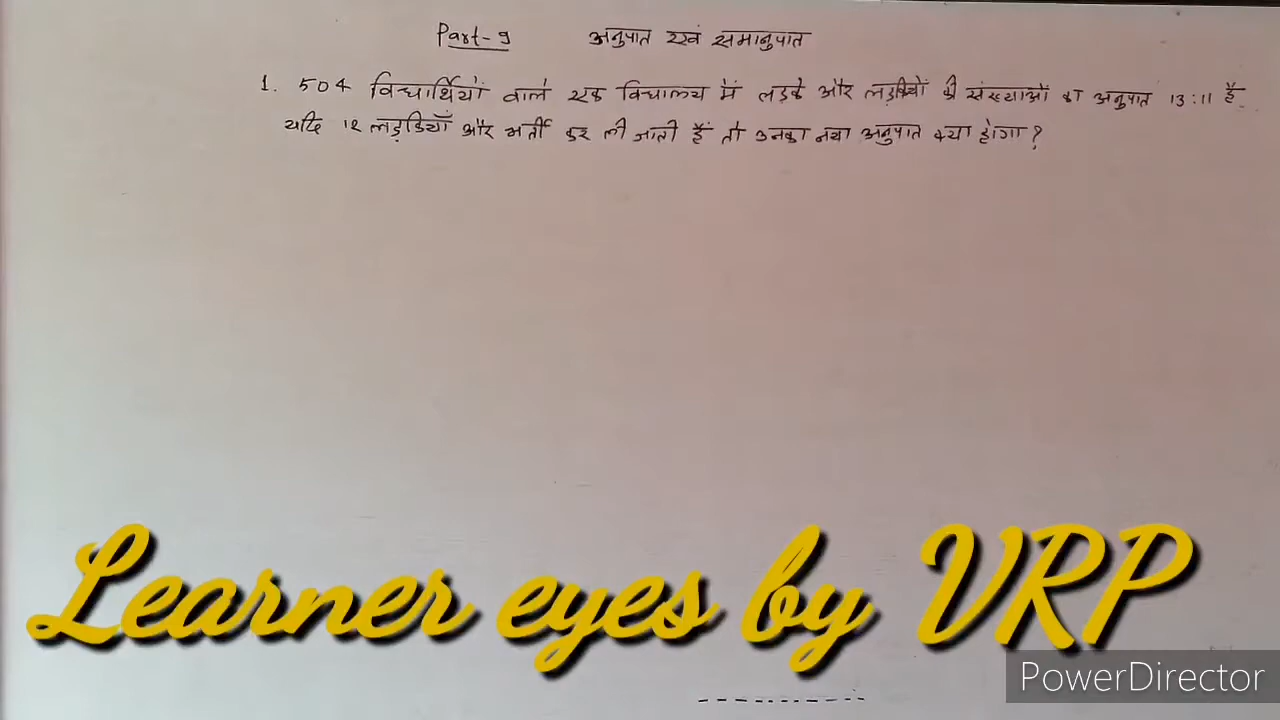 Part-9 अनुपात एवं समानुपात
1. 504 विद्यार्थियों वाले एक विद्यालय में लड़के और लड़कियों की संख्याओं का अनुपात 13:11 है
यदि 12 लड़कियाँ और भर्ती कर ली जाती हैं तो उनका नया अनुपात क्या होगा?
Learner eyes by VRP
PowerDirector